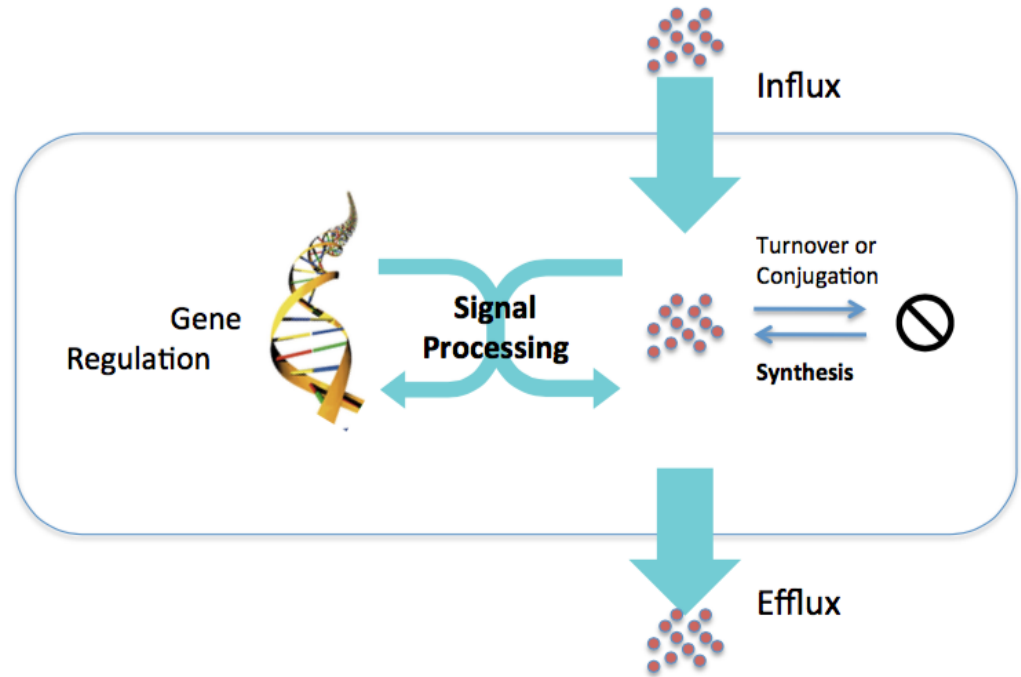 Influx
Turnover or
Conjugation
Gene
Regulation
Signal
Processing
Synthesis
Efflux